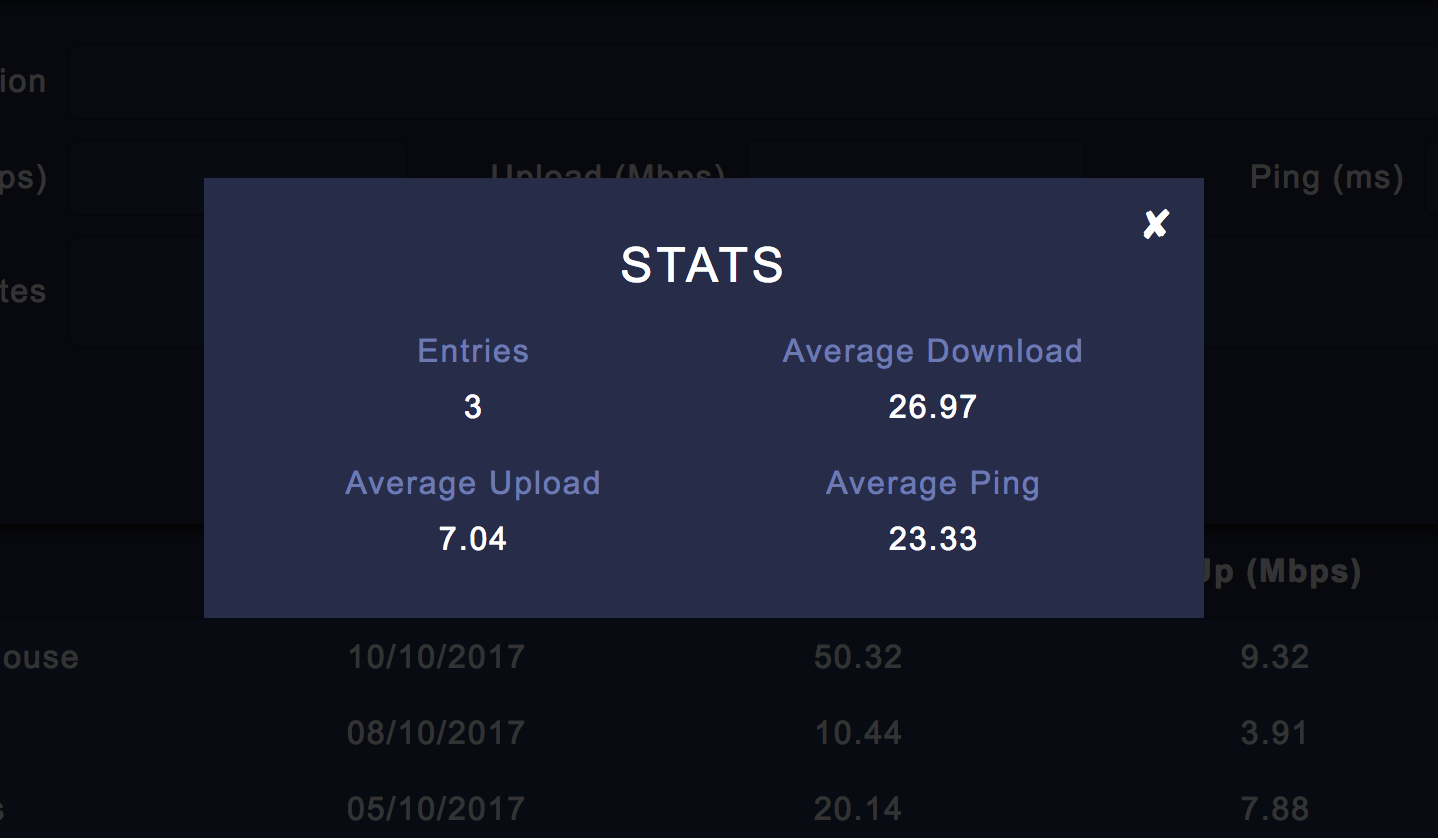 ion
ps) Upload (Mbps) Ping (ms)
✘
STATS
tes
Entries Average Download
3 26.97
Average Upload Average Ping
7.04 23.33
Up (Mbps)
ouse 10/10/2017 50.32 9.32
08/10/2017 10.44 3.91
s 05/10/2017 20.14 7.88